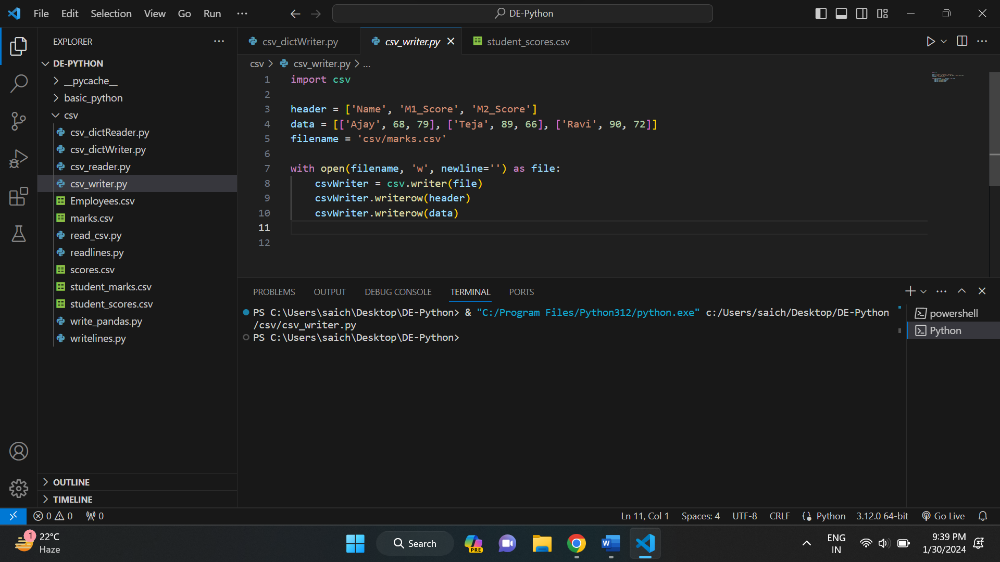 File Edit Selection View Go Run ···
DE-Python
EXPLORER
DE-PYTHON
__pycache__
basic_python
csv
csv_dictReader.py
csv_dictWriter.py
csv_reader.py
csv_writer.py
Employees.csv
marks.csv
read_csv.py
readlines.py
scores.csv
student_marks.csv
student_scores.csv
write_pandas.py
writelines.py
OUTLINE
TIMELINE
csv_dictWriter.py csv_writer.py student_scores.csv
csv > csv_writer.py > ...
1 import csv
2
3 header = ['Name', 'M1_Score', 'M2_Score']
4 data = [['Ajay', 68, 79], ['Teja', 89, 66], ['Ravi', 90, 72]]
5 filename = 'csv/marks.csv'
6
7 with open(filename, 'w', newline='') as file:
8     csvWriter = csv.writer(file)
9     csvWriter.writerow(header)
10     csvWriter.writerow(data)
11
12
PROBLEMS OUTPUT DEBUG CONSOLE TERMINAL PORTS
PS C:\Users\saich\Desktop\DE-Python> & "C:/Program Files/Python312/python.exe" c:/Users/saich/Desktop/DE-Python
/csv/csv_writer.py
PS C:\Users\saich\Desktop\DE-Python>
powershell
Python
0 0 0 Ln 11, Col 1 Spaces: 4 UTF-8 CRLF Python 3.12.0 64-bit Go Live
1 22°C
Haze
Search
PRE
W
ENG
IN
9:39 PM
1/30/2024